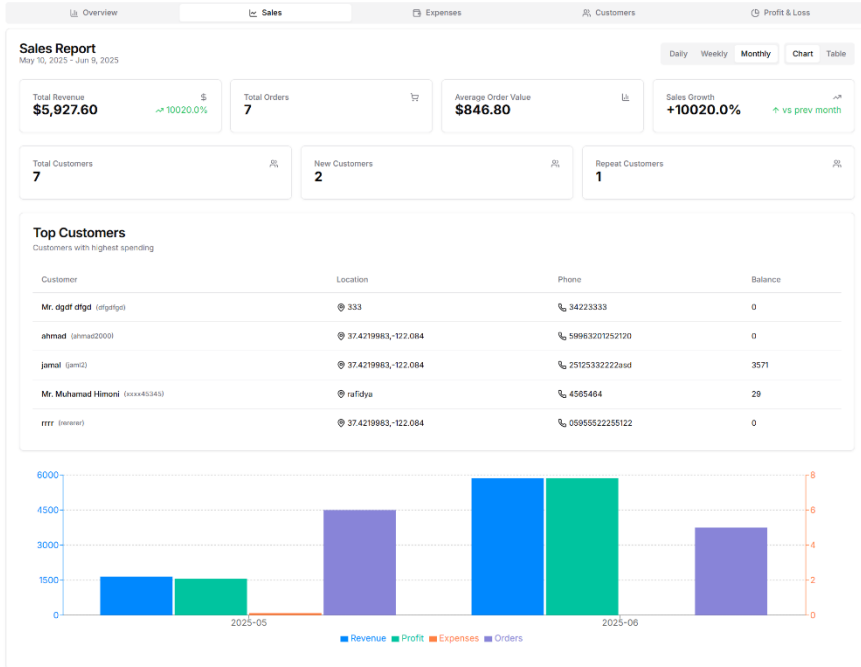 Overview Sales Expenses Customers Profit & Loss
Sales Report
May 10, 2025 - Jun 9, 2025
Daily Weekly Monthly Chart Table
Total Revenue $
$5,927.60 10020.0%
Total Orders
7
Average Order Value
$846.80
Sales Growth
+10020.0% ↑ vs prev month
Total Customers
7
New Customers
2
Repeat Customers
1
Top Customers
Customers with highest spending
Customer Location Phone Balance
Mr. dgdf dfgd (dfgdfgd) 333 34223333 0
ahmad (ahmad2000) 37.4219983,-122.084 59963201252120 0
jamal (jaml2) 37.4219983,-122.084 25125332222asd 3571
Mr. Muhamad Himoni (xxxx45345) rafidya 4565464 29
rrrr (rererer) 37.4219983,-122.084 05955522255122 0
6000 8
4500 6
3000 4
1500 2
0 0
2025-05 2025-06
Revenue Profit Expenses Orders